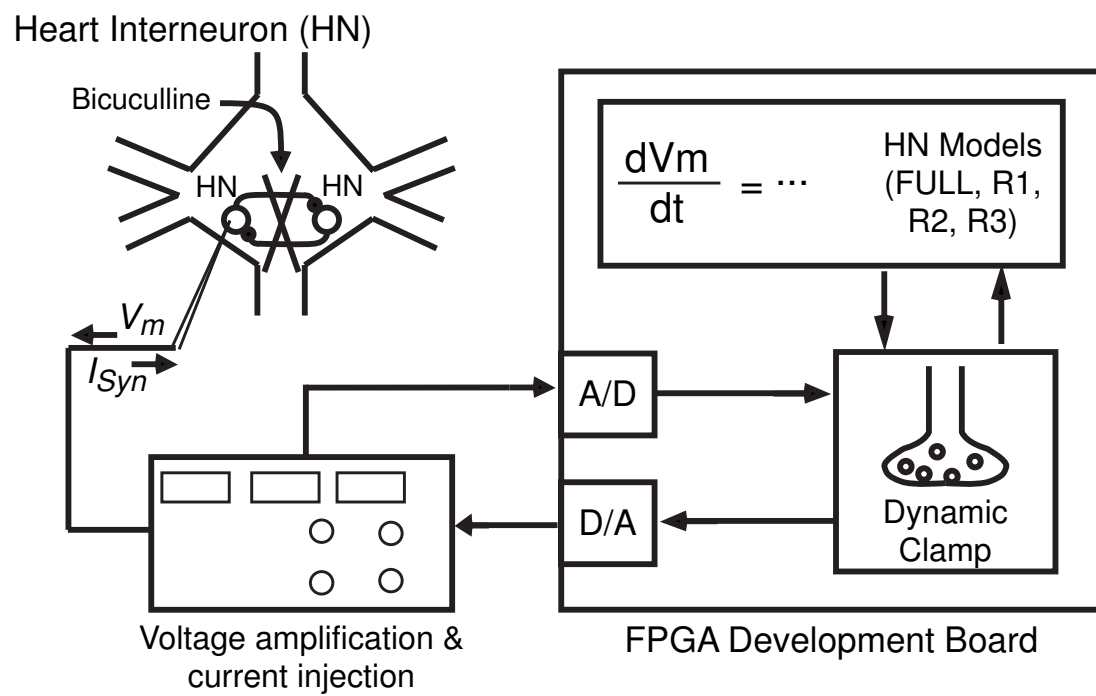 Heart Interneuron (HN)
Bicuculline
HN
HN
Vm
ISyn
Voltage amplification &
current injection
A/D
D/A
dVm
dt
= ...
HN Models
(FULL, R1,
R2, R3)
Dynamic
Clamp
FPGA Development Board